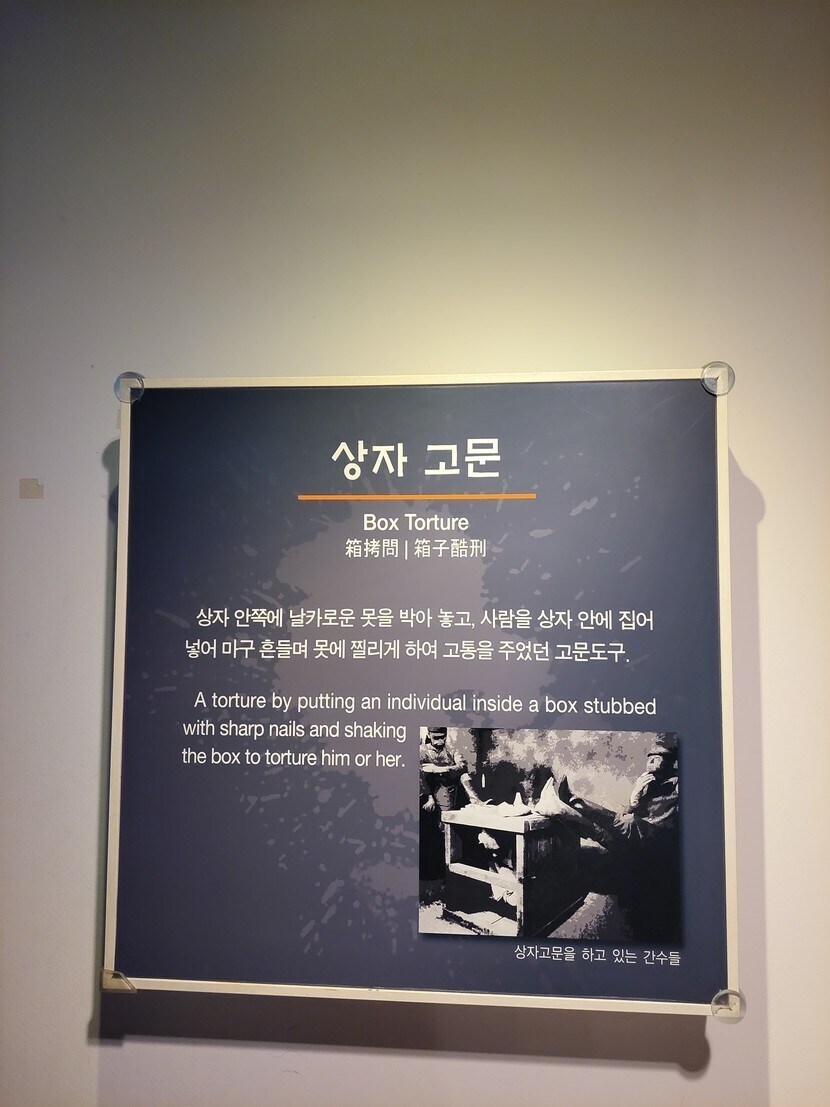 상자 고문
Box Torture
箱拷問 | 箱子酷刑
상자 안쪽에 날카로운 못을 박아 놓고, 사람을 상자 안에 집어
넣어 마구 흔들며 못에 찔리게 하여 고통을 주었던 고문도구.
A torture by putting an individual inside a box stubbed
with sharp nails and shaking
the box to torture him or her.
상자고문을 하고 있는 간수들